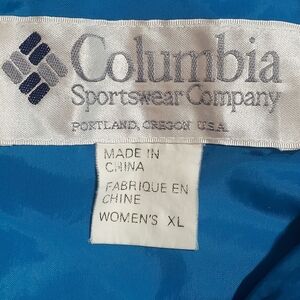 Columbia
Sportswear Company
PORTLAND, OREGON U.S.A.
MADE IN
CHINA
FABRIQUE EN
CHINE
WOMEN'S XL